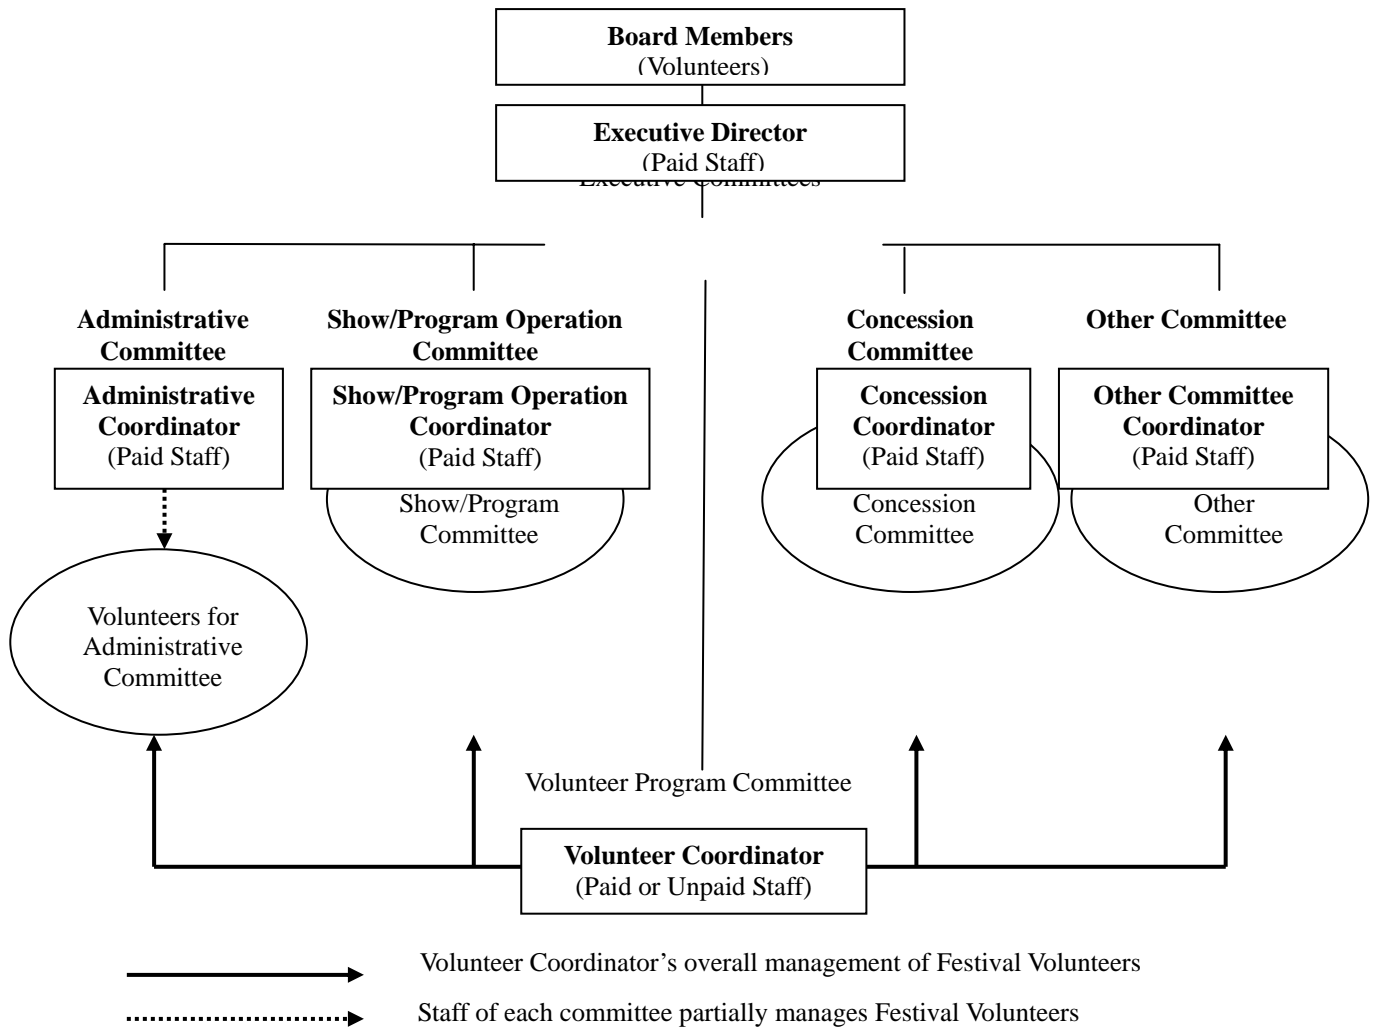 Board Members
(Volunteers)
Executive Director
(Paid Staff)
Executive Committees
Administrative
Committee
Show/Program Operation
Committee
Concession
Committee
Other Committee
Administrative
Coordinator
(Paid Staff)
Show/Program Operation
Coordinator
(Paid Staff)
Concession
Coordinator
(Paid Staff)
Other Committee
Coordinator
(Paid Staff)
Show/Program
Committee
Concession
Committee
Other
Committee
Volunteers for
Administrative
Committee
Volunteer Program Committee
Volunteer Coordinator
(Paid or Unpaid Staff)
Volunteer Coordinator’s overall management of Festival Volunteers
Staff of each committee partially manages Festival Volunteers